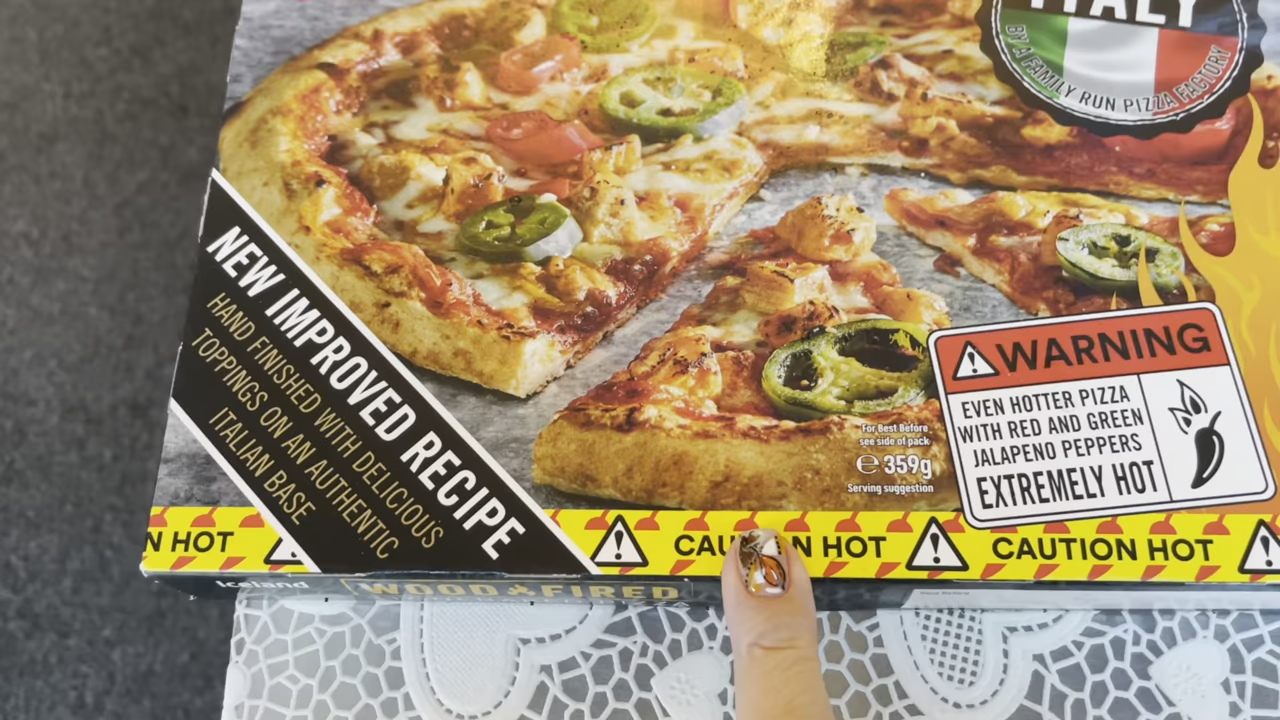 ITALY
BY A FAMILY RUN PIZZA FACTORY
NEW IMPROVED RECIPE
HAND FINISHED WITH DELICIOUS
TOPPINGS ON AN AUTHENTIC
ITALIAN BASE
WARNING
EVEN HOTTER PIZZA
WITH RED AND GREEN
JALAPENO PEPPERS
EXTREMELY HOT
For Best Before
see side of pack
e 359g
Serving suggestion
N HOT CAU N HOT CAUTION HOT
Iceland WOOD FIRED